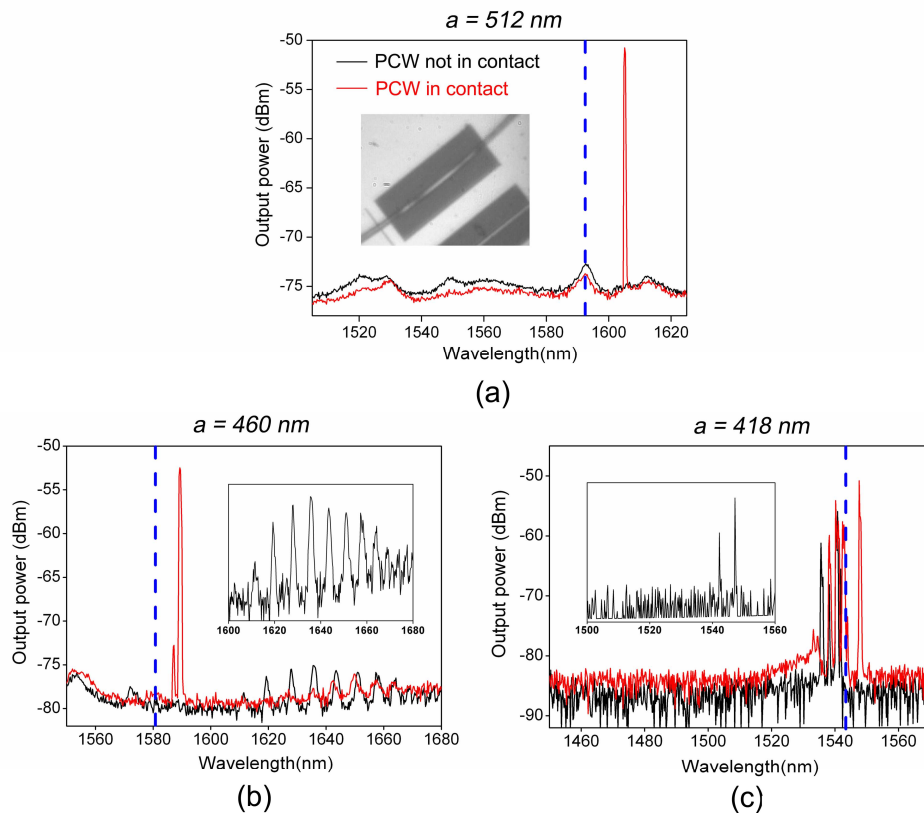 a = 512 nm
PCW not in contact
PCW in contact
Output power (dBm)
-50
-55
-60
-65
-70
-75
1520 1540 1560 1580 1600 1620
Wavelength(nm)
(a)
a = 460 nm
Output power (dBm)
-50
-55
-60
-65
-70
-75
-80
1600 1620 1640 1660 1680
1560 1580 1600 1620 1640 1660 1680
Wavelength(nm)
(b)
a = 418 nm
Output power (dBm)
-50
-60
-70
-80
-90
1500 1520 1540 1560
1460 1480 1500 1520 1540 1560
Wavelength(nm)
(c)